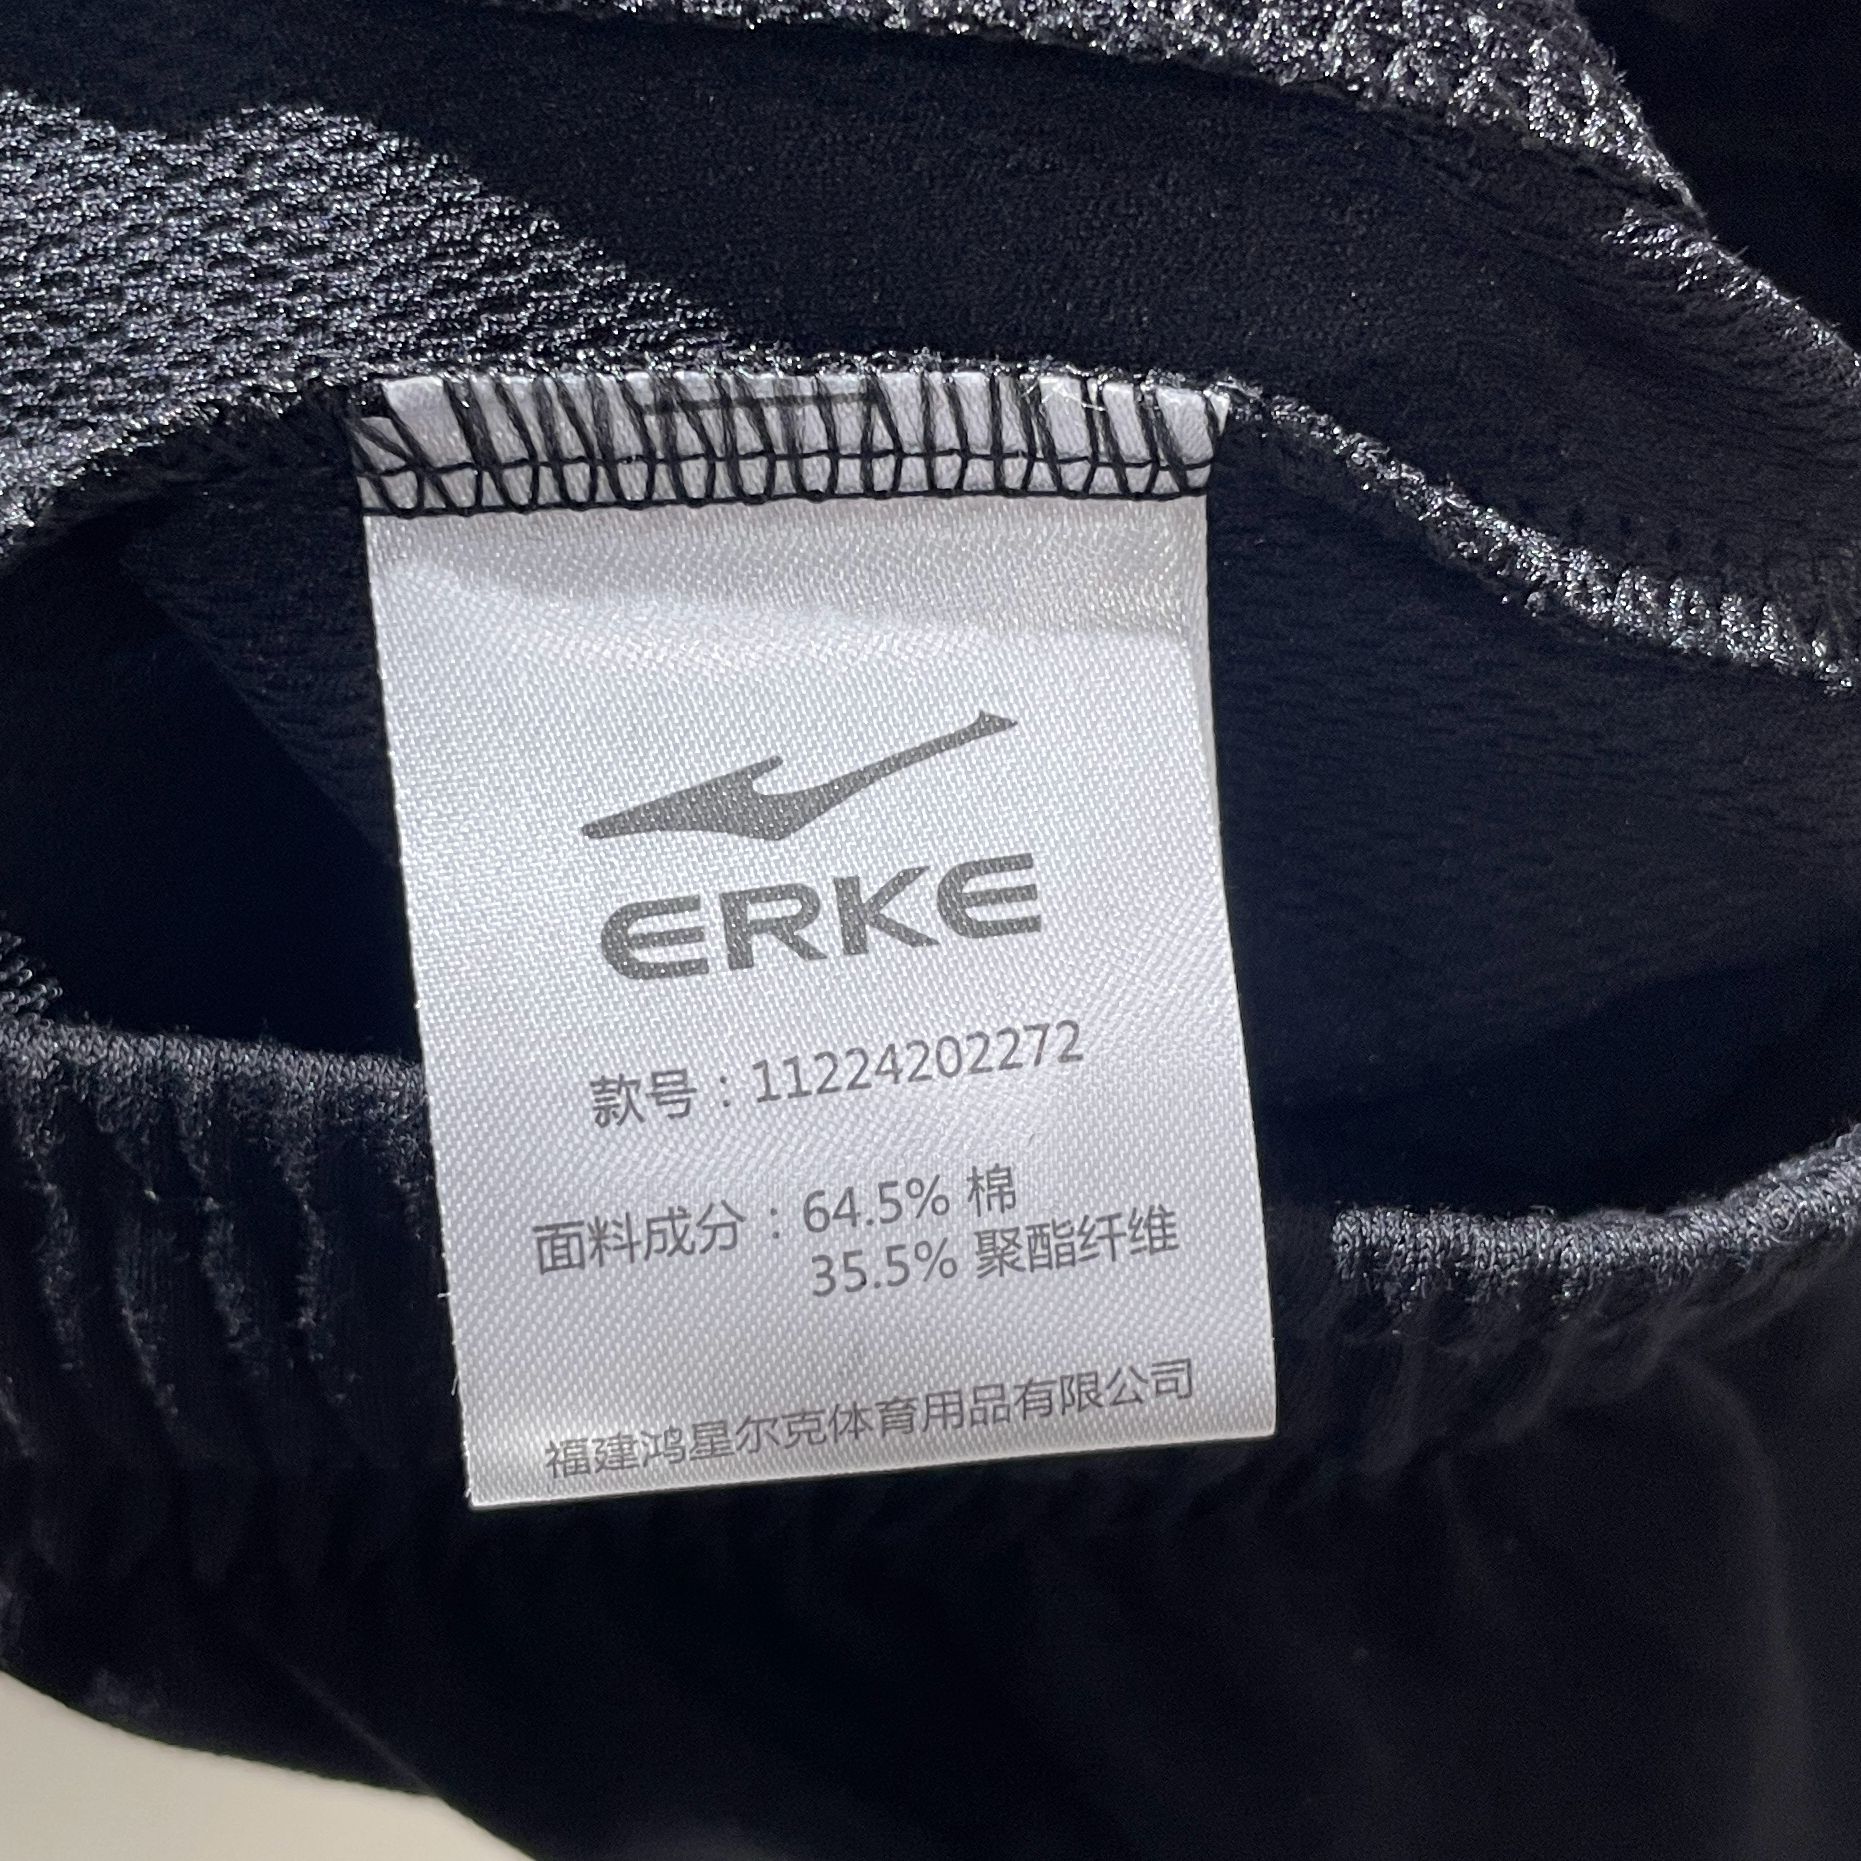 ERKE
款号：11224202272
面料成分：64.5% 棉
35.5% 聚酯纤维
福建鸿星尔克体育用品有限公司